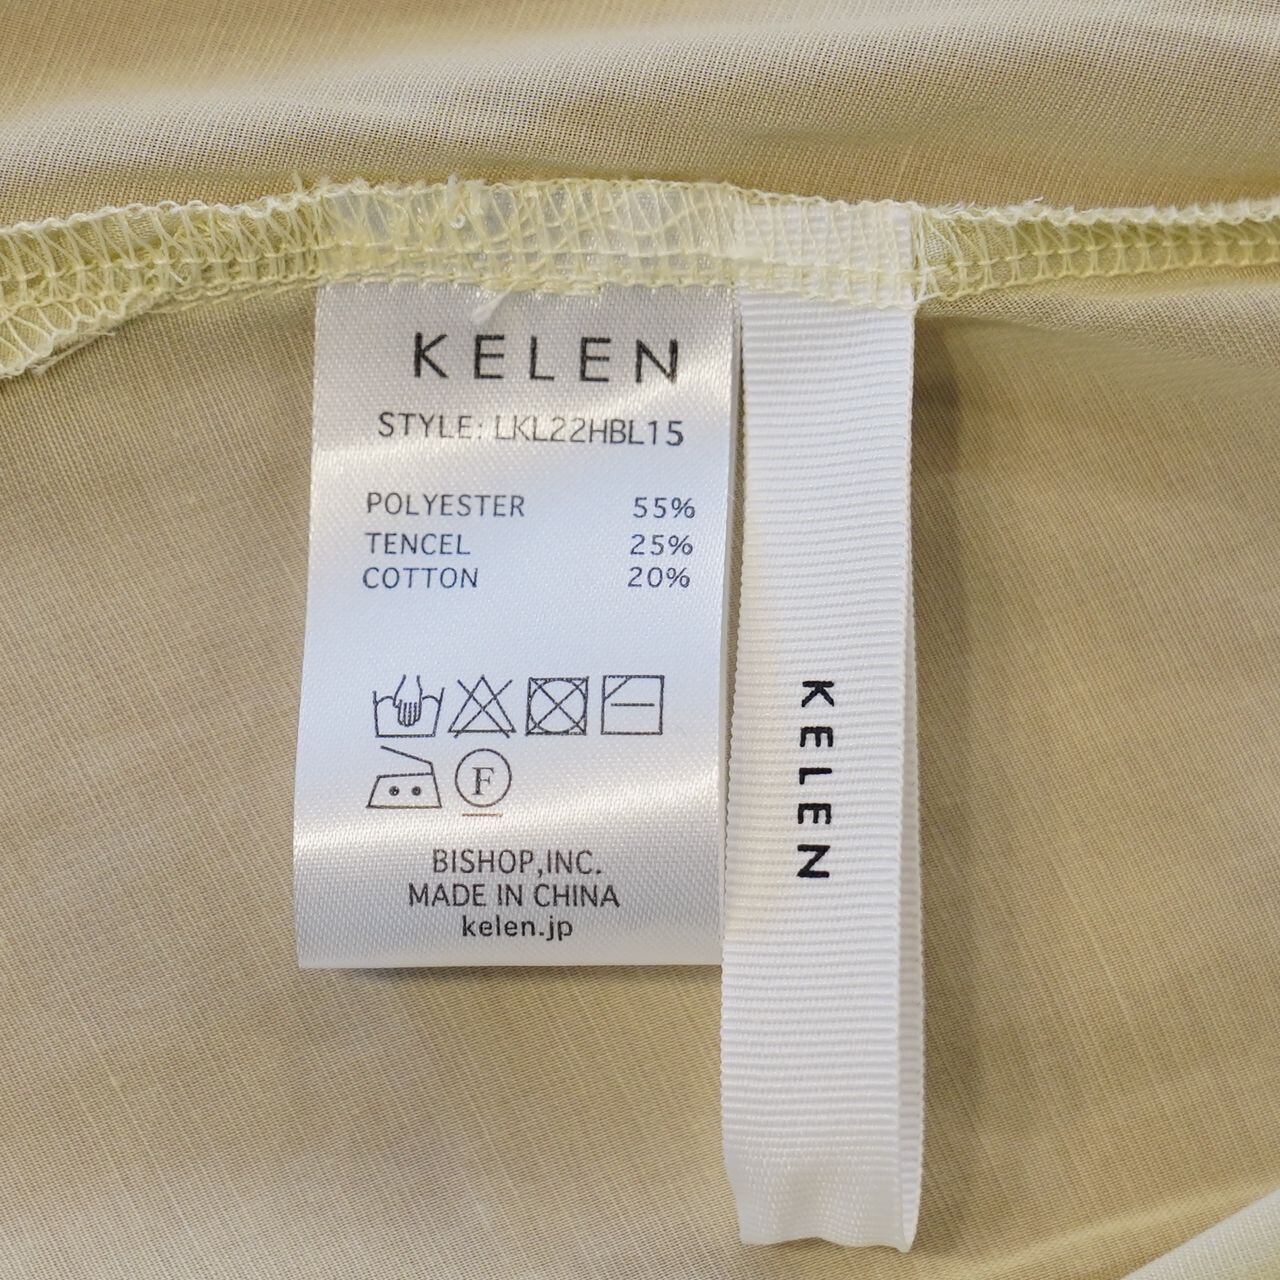 KELEN
STYLE: LKL22HBL15
POLYESTER 55%
TENCEL 25%
COTTON 20%
F
BISHOP,INC.
MADE IN CHINA
kelen.jp
KELEN